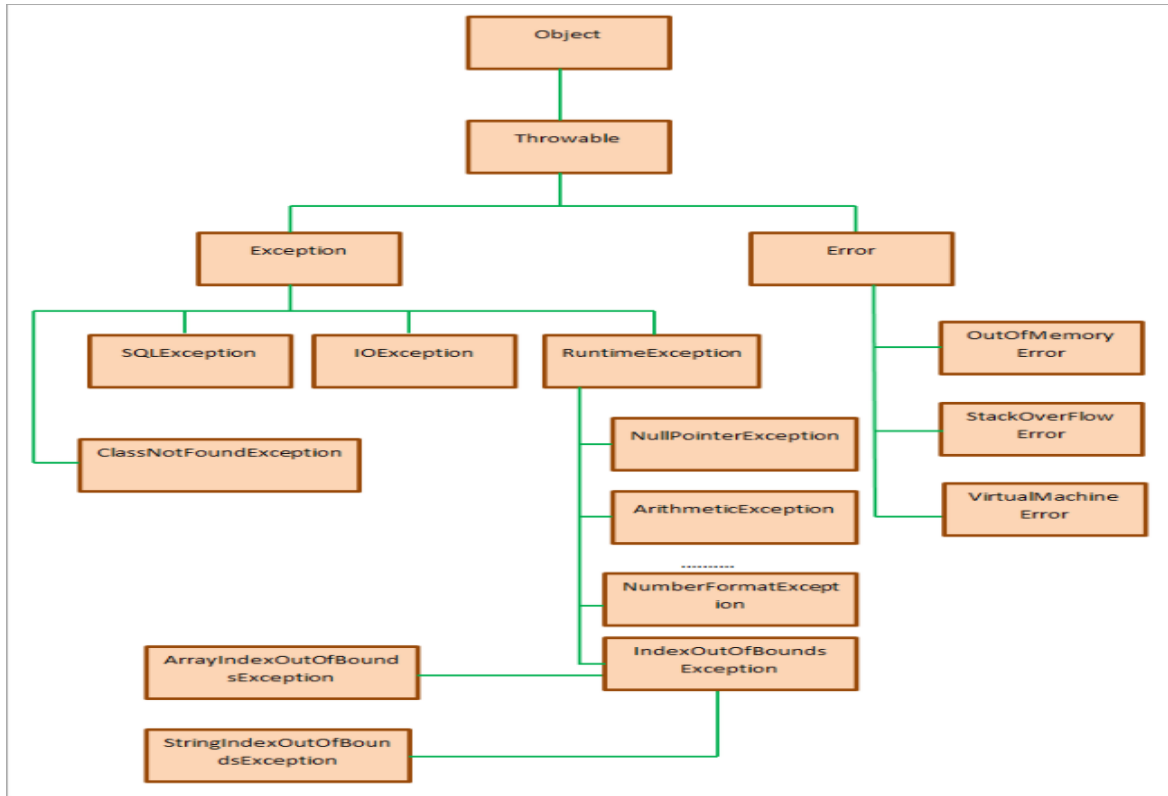 Object
Throwable
Exception
Error
SQLException
IOException
RuntimeException
OutOfMemory
Error
NullPointerException
StackOverFlow
Error
ClassNotFoundException
ArithmeticException
VirtualMachine
Error
----------
NumberFormatExcept
ion
IndexOutOfBounds
Exception
ArrayIndexOutOfBound
sException
StringIndexOutOfBoun
dsException